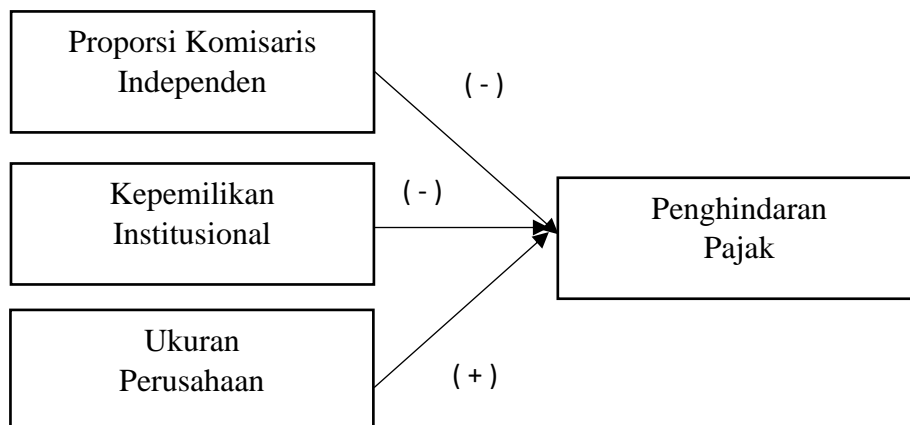 Proporsi Komisaris
Independen
( - )
Kepemilikan
Institusional
( - )
Penghindaran
Pajak
Ukuran
Perusahaan
( + )